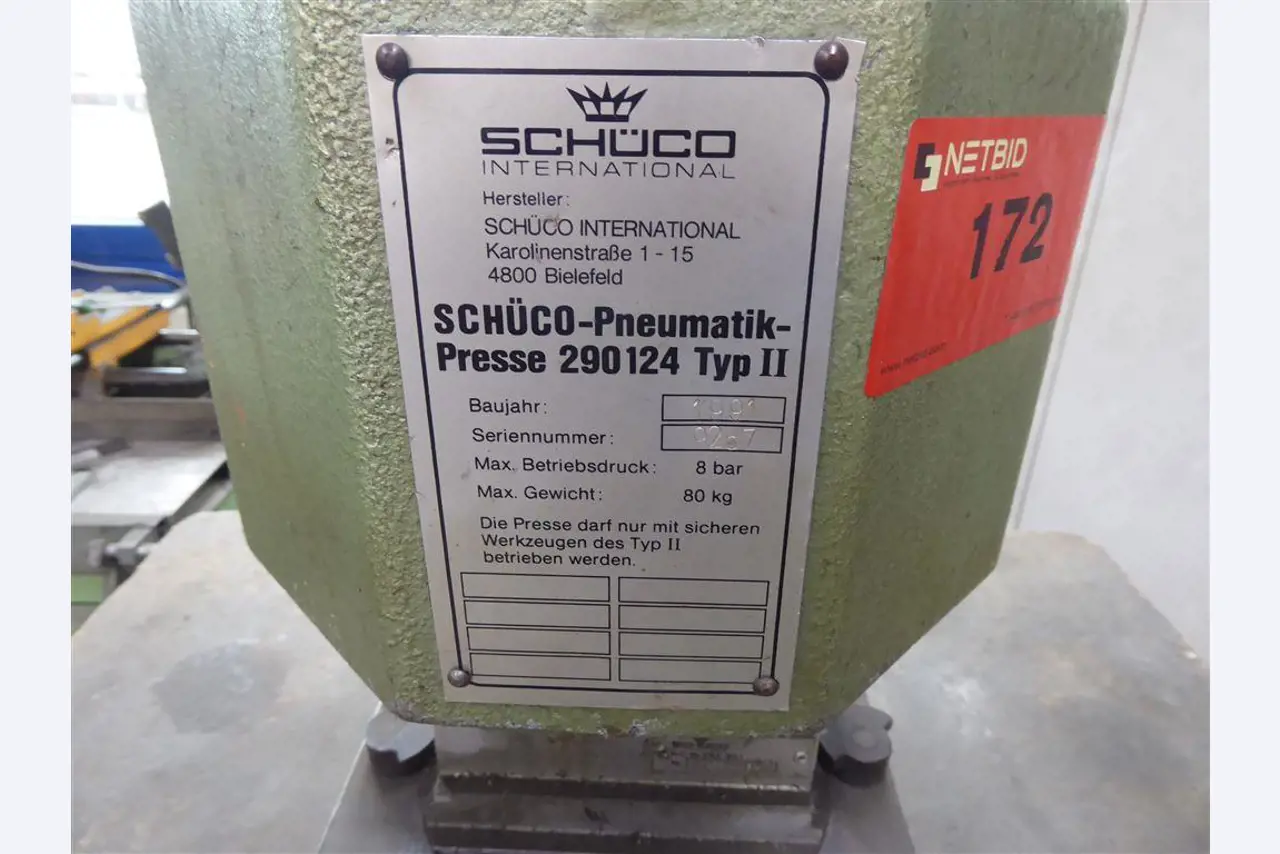 SCHÜCO
INTERNATIONAL
Hersteller:
SCHÜCO INTERNATIONAL
Karolinenstraße 1 - 15
4800 Bielefeld
SCHÜCO-Pneumatik-
Presse 290124 Typ II
Baujahr: 1991
Seriennummer:
Max. Betriebsdruck: 8 bar
Max. Gewicht: 80 kg
Die Presse darf nur mit sicheren
Werkzeugen des Typ II
betrieben werden.
NETBID
172